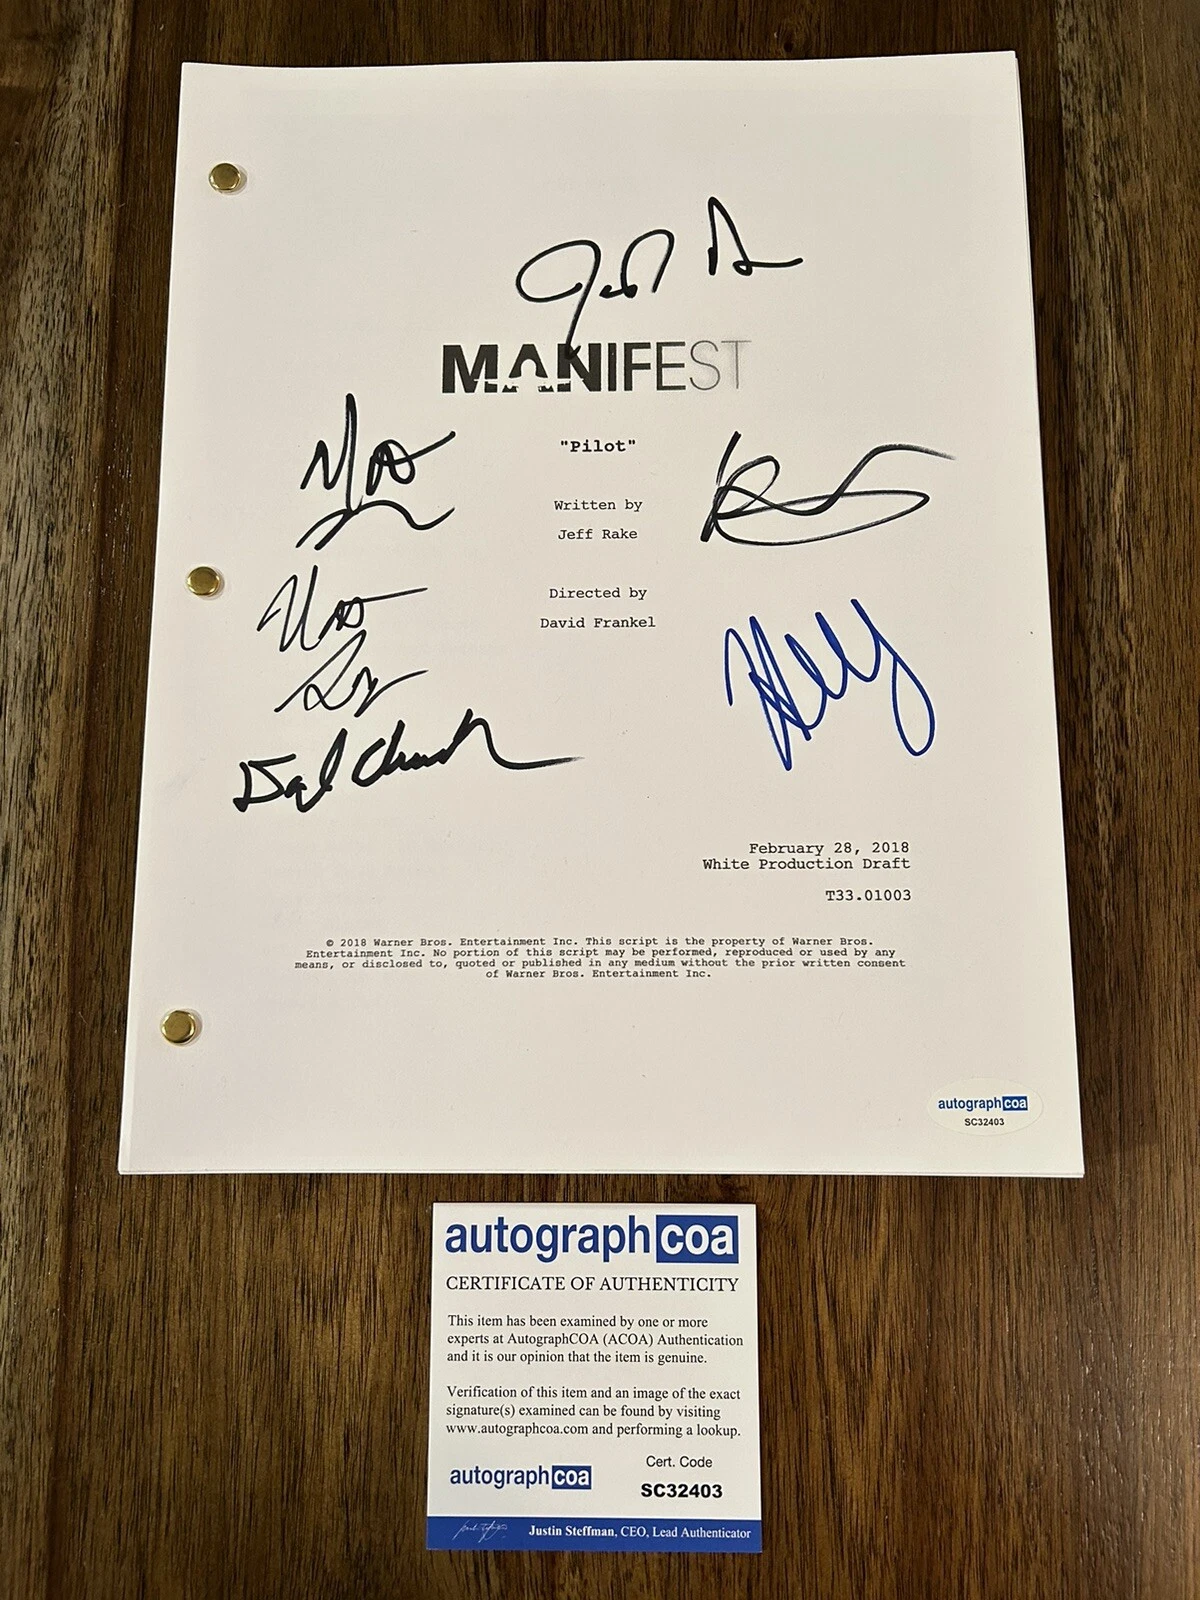 MANIFEST
"Pilot"
Written by
Jeff Rake
Directed by
David Frankel
February 28, 2018
White Production Draft
T33.01003
© 2018 Warner Bros. Entertainment Inc. This script is the property of Warner Bros.
Entertainment Inc. No portion of this script may be performed, reproduced or used by any
means, or disclosed to, quoted or published in any medium without the prior written consent
of Warner Bros. Entertainment Inc.
autographcoa
SC32403
autographcoa
CERTIFICATE OF AUTHENTICITY
This item has been examined by one or more
experts at AutographCOA (ACOA) Authentication
and it is our opinion that the item is genuine.
Verification of this item and an image of the exact
signature(s) examined can be found by visiting
www.autographcoa.com and performing a lookup.
Cert. Code
autographcoa
SC32403
Justin Steffman, CEO, Lead Authenticator